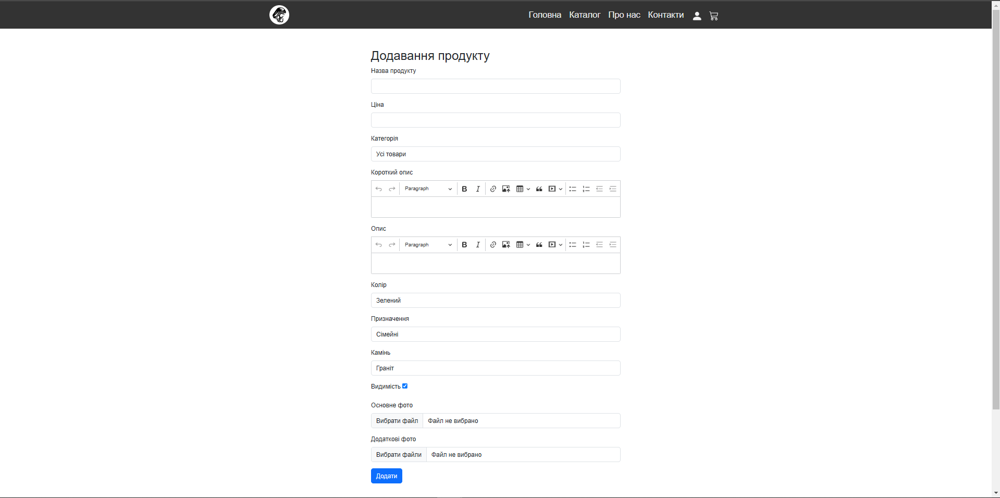 Головна Каталог Про нас Контакти
Додавання продукту
Назва продукту
Ціна
Категорія
Усі товари
Короткий опис
Paragraph
Опис
Paragraph
Колір
Зелений
Призначення
Сімейні
Камінь
Граніт
Видимість
Основне фото
Вибрати файл Файл не вибрано
Додаткові фото
Вибрати файли Файл не вибрано
Додати